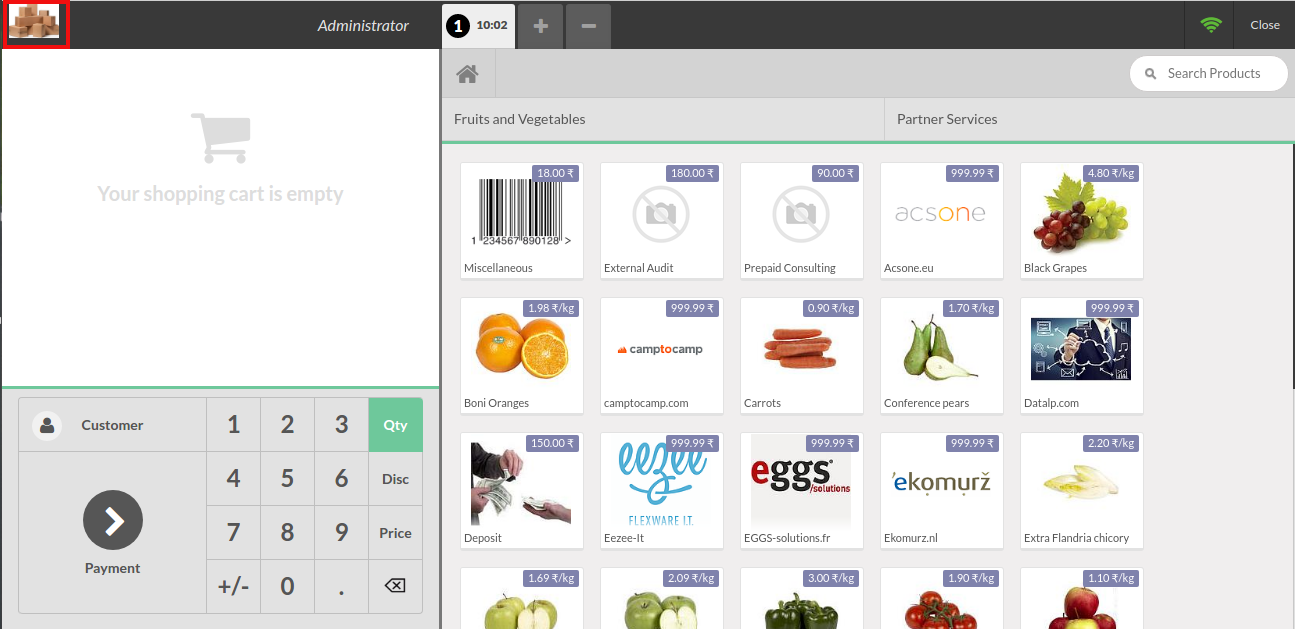 Administrator
1 10:02 + −
Close
Search Products
Fruits and Vegetables
Partner Services
Your shopping cart is empty
18.00 ₹
180.00 ₹
90.00 ₹
999.99 ₹
4.80 ₹/kg
1 234567 890128 >
acsone
Miscellaneous
External Audit
Prepaid Consulting
Acsone.eu
Black Grapes
1.98 ₹/kg
999.99 ₹
0.90 ₹/kg
1.70 ₹/kg
999.99 ₹
camptocamp
Boni Oranges
camptocamp.com
Carrots
Conference pears
Datalp.com
150.00 ₹
999.99 ₹
999.99 ₹
999.99 ₹
2.20 ₹/kg
eezee
FLEXWARE I.T.
eggs
/solutions
'ekomurž
Deposit
Eezee-It
EGGS-solutions.fr
Ekomurz.nl
Extra Flandria chicory
1.69 ₹/kg
2.09 ₹/kg
3.00 ₹/kg
1.90 ₹/kg
1.10 ₹/kg
Customer
1 2 3 Qty
4 5 6 Disc
7 8 9 Price
+/- 0 .
Payment